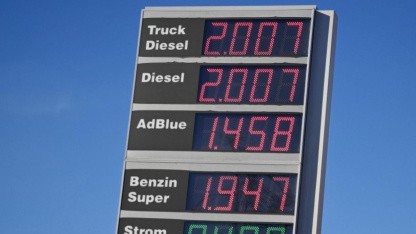 Truck 2.007
Diesel
Diesel 2.007
AdBlue 1.458
Benzin 1.947
Super
Strom